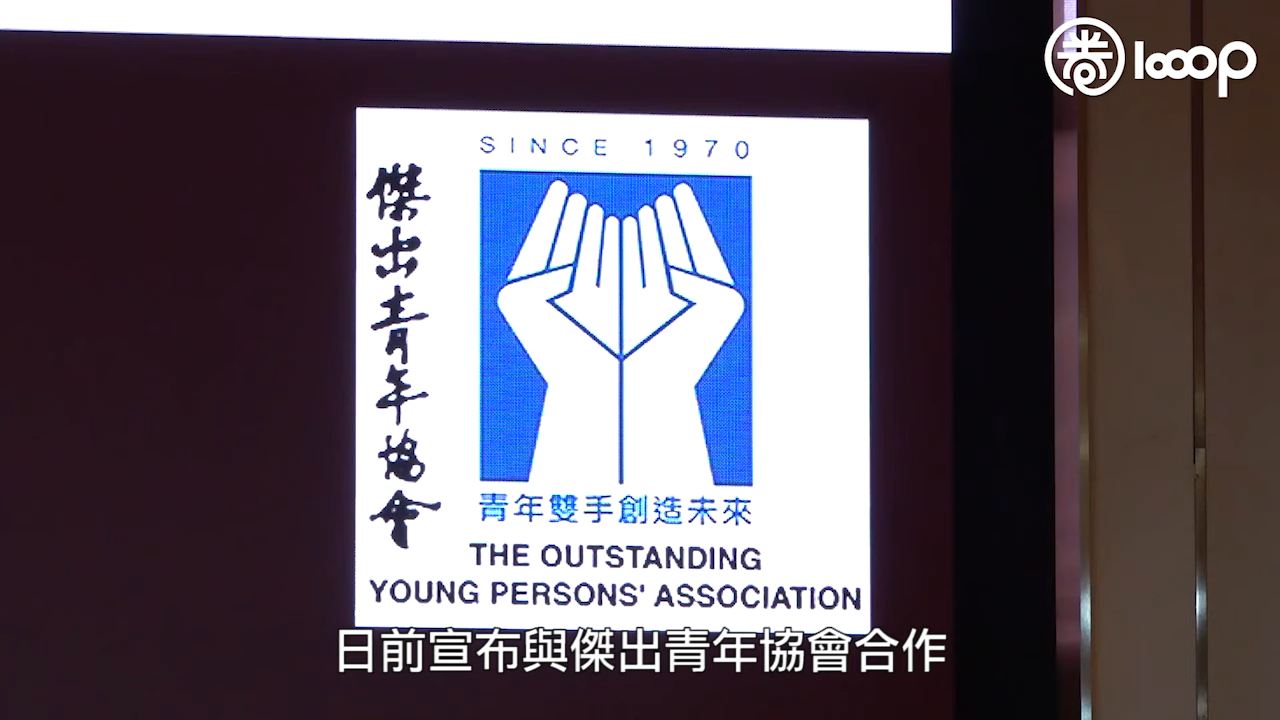 looop
SINCE 1970
傑出青年協會
青年雙手創造未來
THE OUTSTANDING
YOUNG PERSONS' ASSOCIATION
日前宣布與傑出青年協會合作